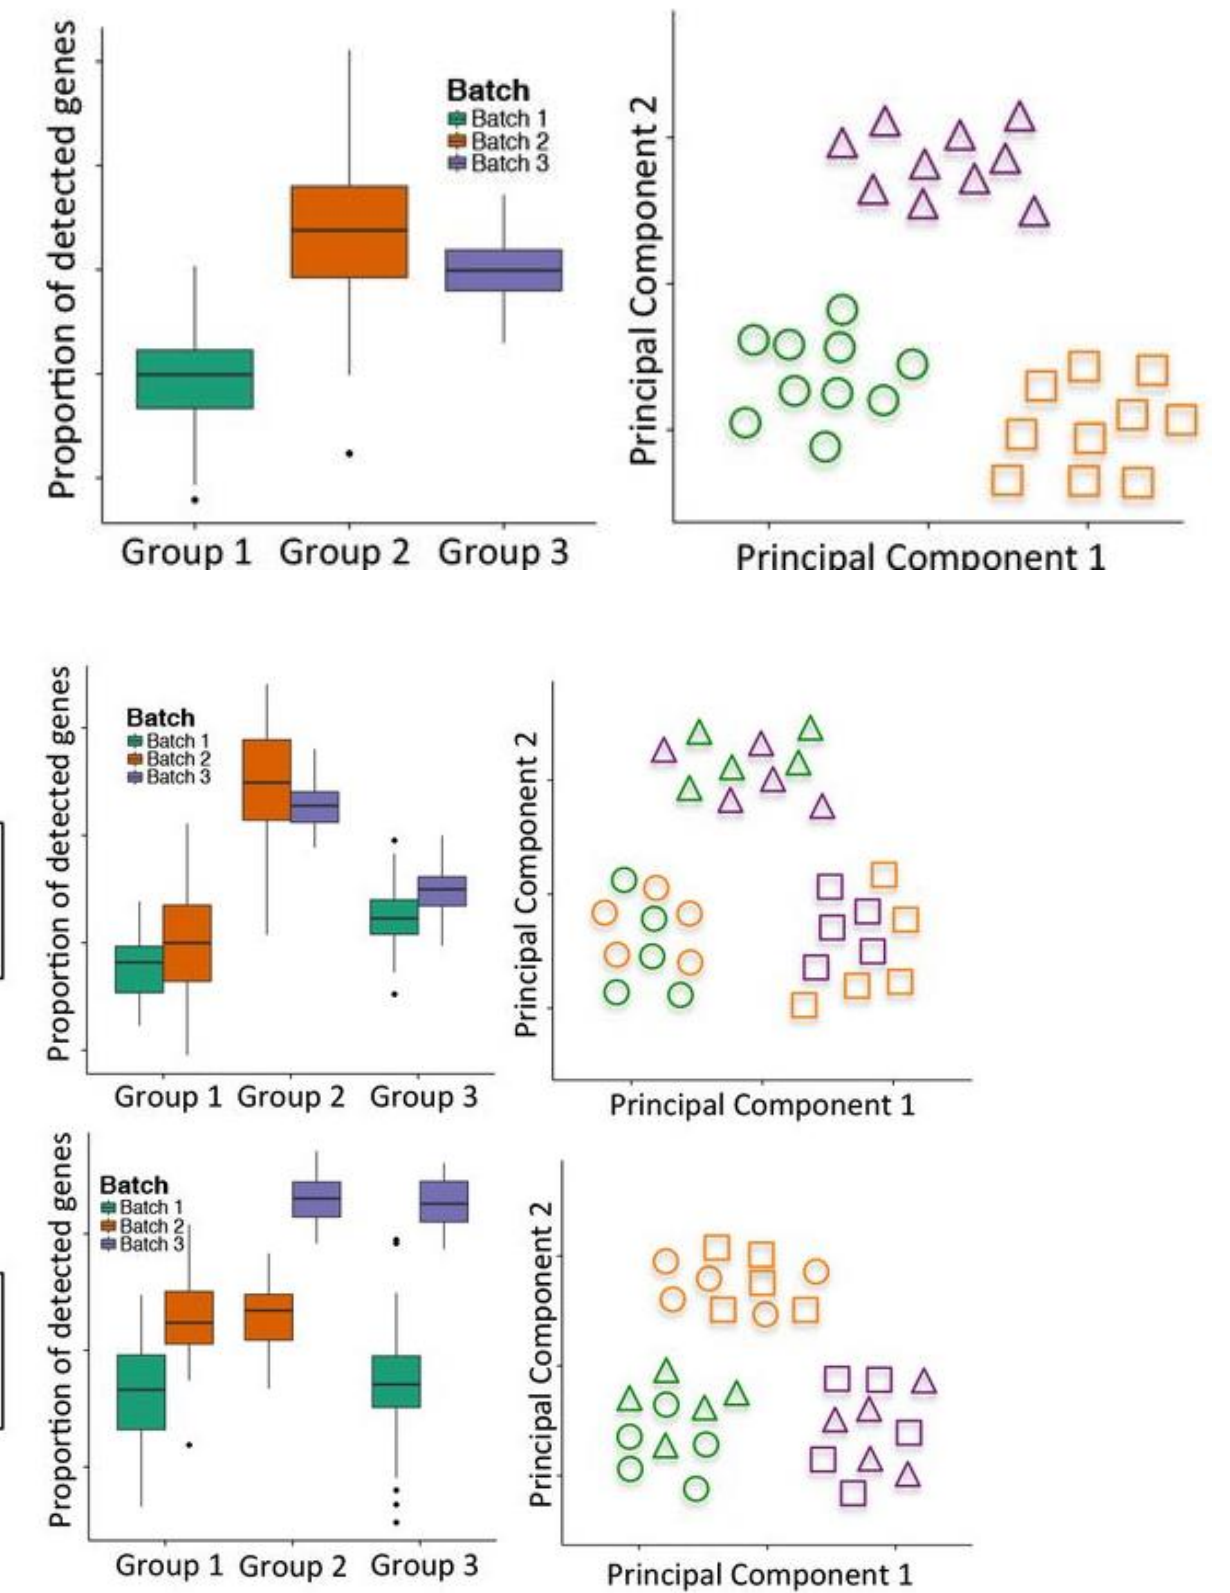 Proportion of detected genes
Batch
Batch 1
Batch 2
Batch 3
Group 1 Group 2 Group 3
Principal Component 2
Principal Component 1
Proportion of detected genes
Batch
Batch 1
Batch 2
Batch 3
Group 1 Group 2 Group 3
Principal Component 2
Principal Component 1
Proportion of detected genes
Batch
Batch 1
Batch 2
Batch 3
Group 1 Group 2 Group 3
Principal Component 2
Principal Component 1